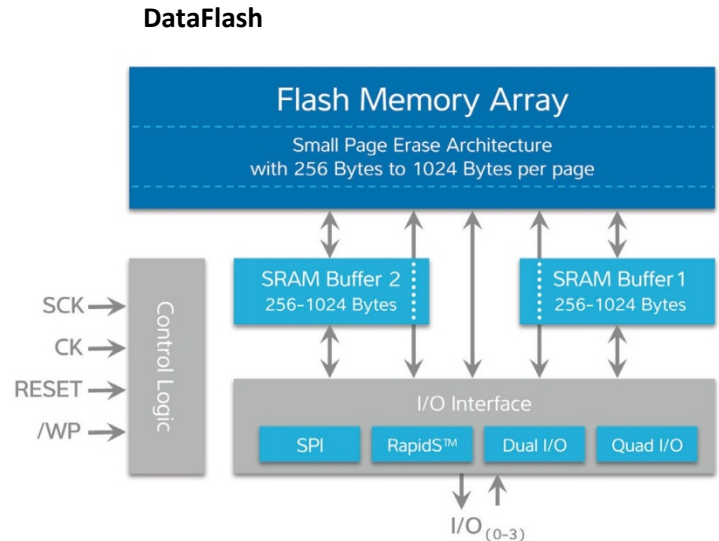 DataFlash
Flash Memory Array
Small Page Erase Architecture
with 256 Bytes to 1024 Bytes per page
SRAM Buffer 2
256-1024 Bytes
SRAM Buffer 1
256-1024 Bytes
SCK
CK
RESET
/WP
Control Logic
I/O Interface
SPI
RapidS™
Dual I/O
Quad I/O
I/O(0-3)